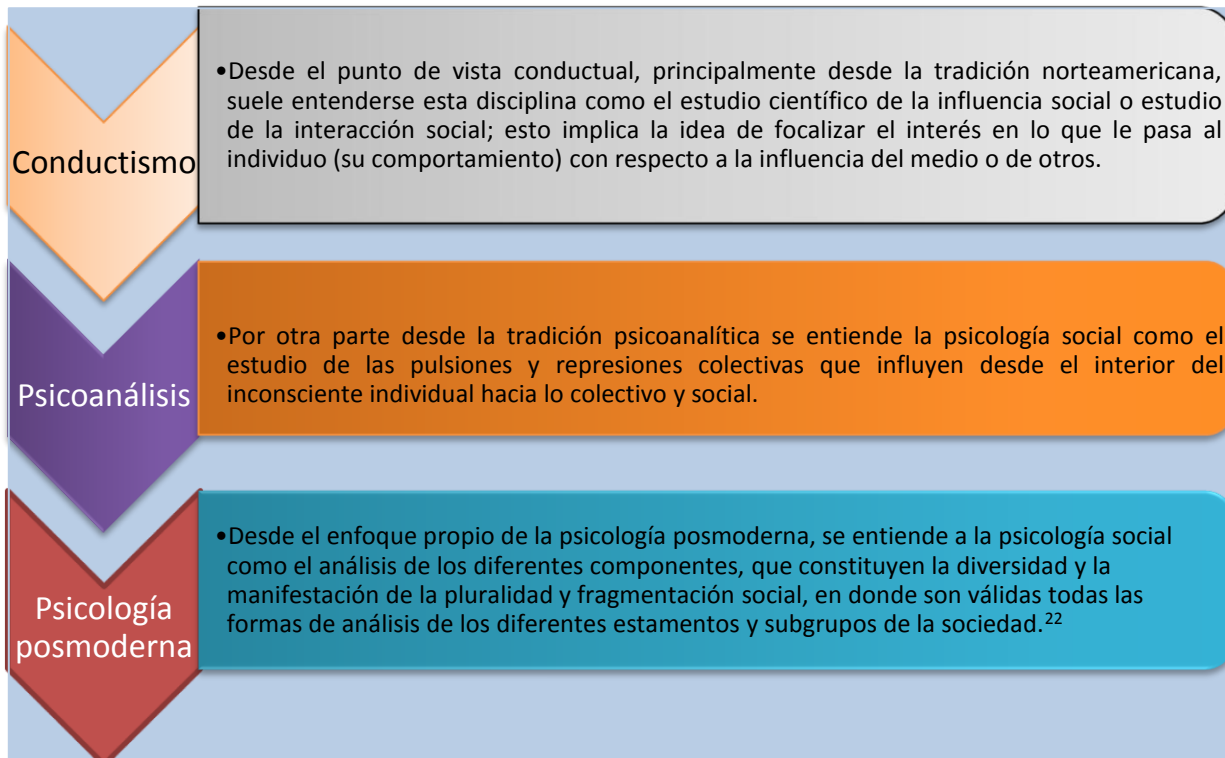 Conductismo
•Desde el punto de vista conductual, principalmente desde la tradición norteamericana,
suele entenderse esta disciplina como el estudio científico de la influencia social o estudio
de la interacción social; esto implica la idea de focalizar el interés en lo que le pasa al
individuo (su comportamiento) con respecto a la influencia del medio o de otros.
Psicoanálisis
•Por otra parte desde la tradición psicoanalítica se entiende la psicología social como el
estudio de las pulsiones y represiones colectivas que influyen desde el interior del
inconsciente individual hacia lo colectivo y social.
Psicología
posmoderna
•Desde el enfoque propio de la psicología posmoderna, se entiende a la psicología social
como el análisis de los diferentes componentes, que constituyen la diversidad y la
manifestación de la pluralidad y fragmentación social, en donde son válidas todas las
formas de análisis de los diferentes estamentos y subgrupos de la sociedad.22